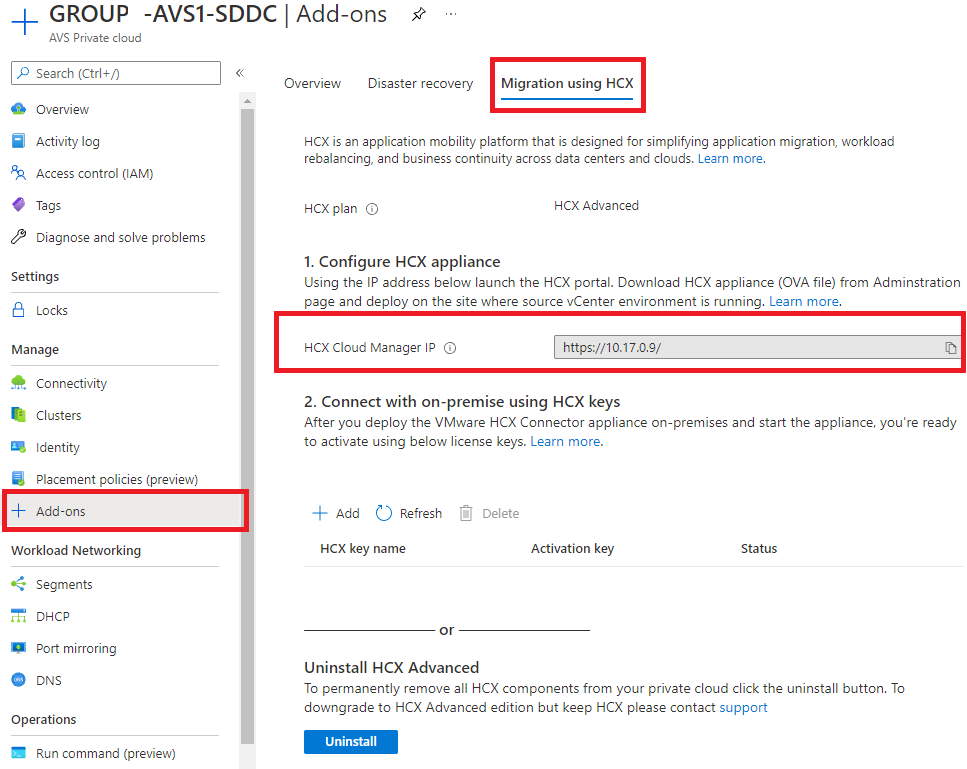 GROUP -AVS1-SDDC | Add-ons
AVS Private cloud
Search (Ctrl+/)
Overview
Activity log
Access control (IAM)
Tags
Diagnose and solve problems
Settings
Locks
Manage
Connectivity
Clusters
Identity
Placement policies (preview)
Add-ons
Workload Networking
Segments
DHCP
Port mirroring
DNS
Operations
Run command (preview)
Overview Disaster recovery Migration using HCX
HCX is an application mobility platform that is designed for simplifying application migration, workload
rebalancing, and business continuity across data centers and clouds. Learn more.
HCX plan HCX Advanced
1. Configure HCX appliance
Using the IP address below launch the HCX portal. Download HCX appliance (OVA file) from Adminstration
page and deploy on the site where source vCenter environment is running. Learn more.
HCX Cloud Manager IP https://10.17.0.9/
2. Connect with on-premise using HCX keys
After you deploy the VMware HCX Connector appliance on-premises and start the appliance, you're ready
to activate using below license keys. Learn more.
Add Refresh Delete
HCX key name Activation key Status
or
Uninstall HCX Advanced
To permanently remove all HCX components from your private cloud click the uninstall button. To
downgrade to HCX Advanced edition but keep HCX please contact support
Uninstall